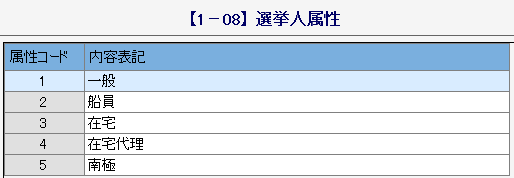 【1－08】選挙人属性
属性コード 内容表記
1 一般
2 船員
3 在宅
4 在宅代理
5 南極